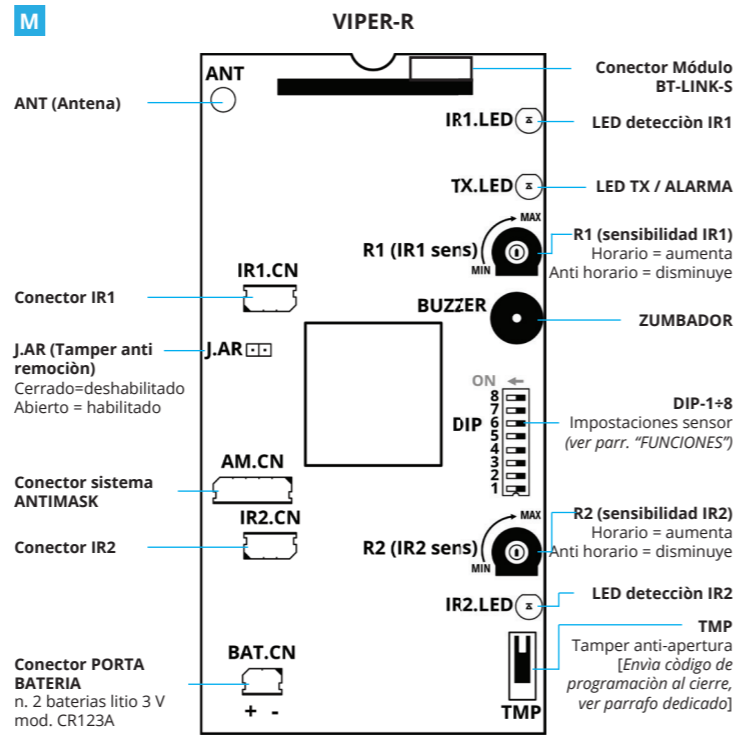 M
VIPER-R
ANT
ANT (Antena)
Conector Módulo
BT-LINK-S
IR1.LED
LED detecciòn IR1
TX.LED
LED TX / ALARMA
MAX
R1 (IR1 sens)
MIN
R1 (sensibilidad IR1)
Horario = aumenta
Anti horario = disminuye
IR1.CN
Conector IR1
BUZZER
ZUMBADOR
J.AR (Tamper anti
remociòn)
Cerrado=deshabilitado
Abierto = habilitado
J.AR
ON
8
7
6
5
4
3
2
1
DIP
DIP-1÷8
Impostaciones sensor
(ver parr. “FUNCIONES”)
AM.CN
Conector sistema
ANTIMASK
IR2.CN
Conector IR2
MAX
R2 (IR2 sens)
MIN
R2 (sensibilidad IR2)
Horario = aumenta
Anti horario = disminuye
IR2.LED
LED detecciòn IR2
TMP
Tamper anti-apertura
[Envìa còdigo de
programaciòn al cierre,
ver parrafo dedicado]
BAT.CN
+ -
Conector PORTA
BATERIA
n. 2 baterias litio 3 V
mod. CR123A
TMP